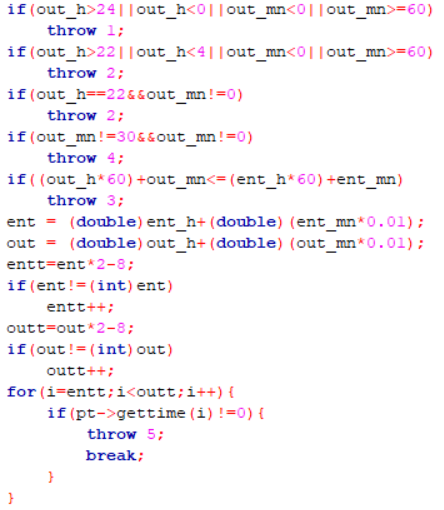 if(out_h>24||out_h<0||out_mn<0||out_mn>=60)
    throw 1;
if(out_h>22||out_h<4||out_mn<0||out_mn>=60)
    throw 2;
if(out_h==22&&out_mn!=0)
    throw 2;
if(out_mn!=30&&out_mn!=0)
    throw 4;
if((out_h*60)+out_mn<=(ent_h*60)+ent_mn)
    throw 3;
ent = (double)ent_h+(double)(ent_mn*0.01);
out = (double)out_h+(double)(out_mn*0.01);
entt=ent*2-8;
if(ent!=(int)ent)
    entt++;
outt=out*2-8;
if(out!=(int)out)
    outt++;
for(i=entt;i<outt;i++){
    if(pt->gettime(i)!=0){
        throw 5;
        break;
    }
}